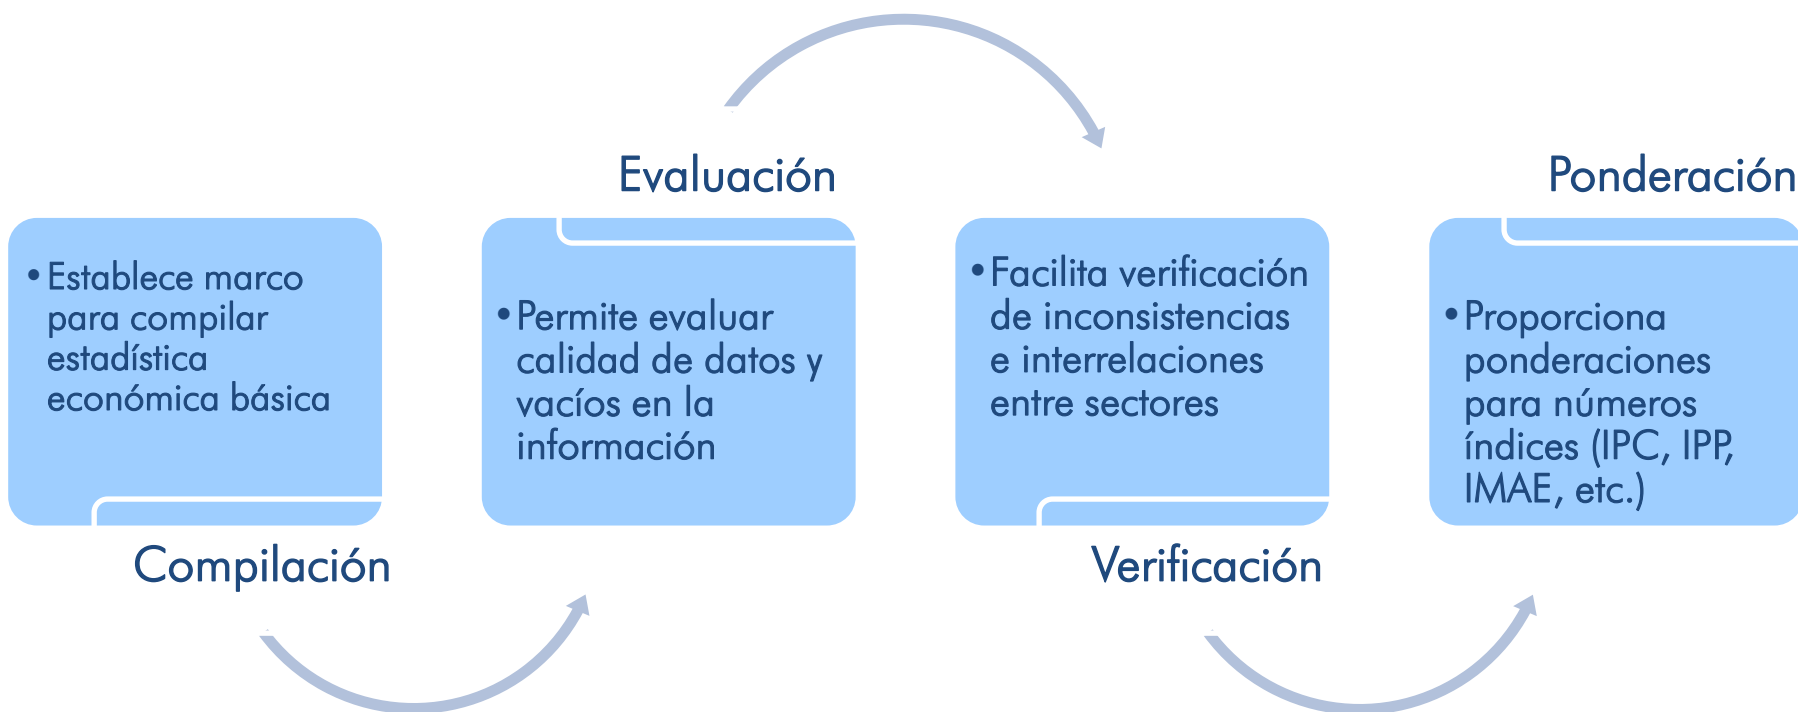 • Establece marco
para compilar
estadística
económica básica
Compilación
Evaluación
• Permite evaluar
calidad de datos y
vacíos en la
información
• Facilita verificación
de inconsistencias
e interrelaciones
entre sectores
Verificación
Ponderación
• Proporciona
ponderaciones
para números
índices (IPC, IPP,
IMAE, etc.)